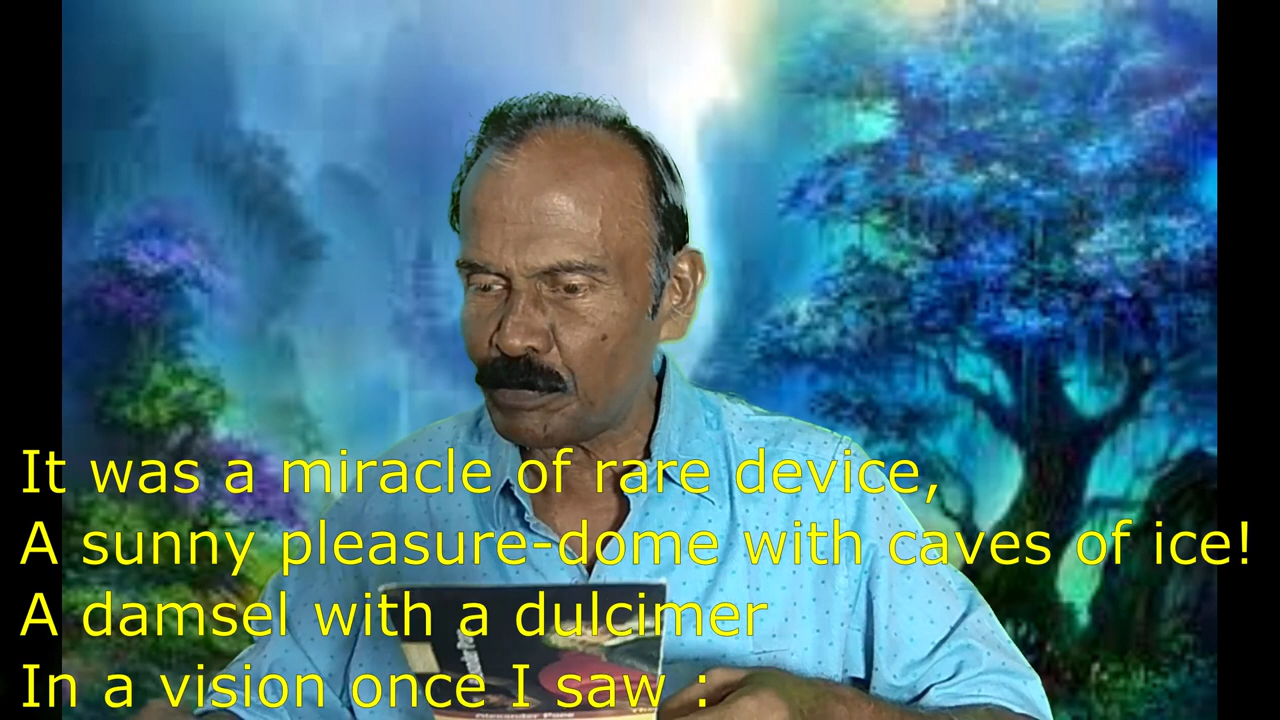 It was a miracle of rare device,
A sunny pleasure-dome with caves of ice!
A damsel with a dulcimer
In a vision once I saw :
Alexander Pope